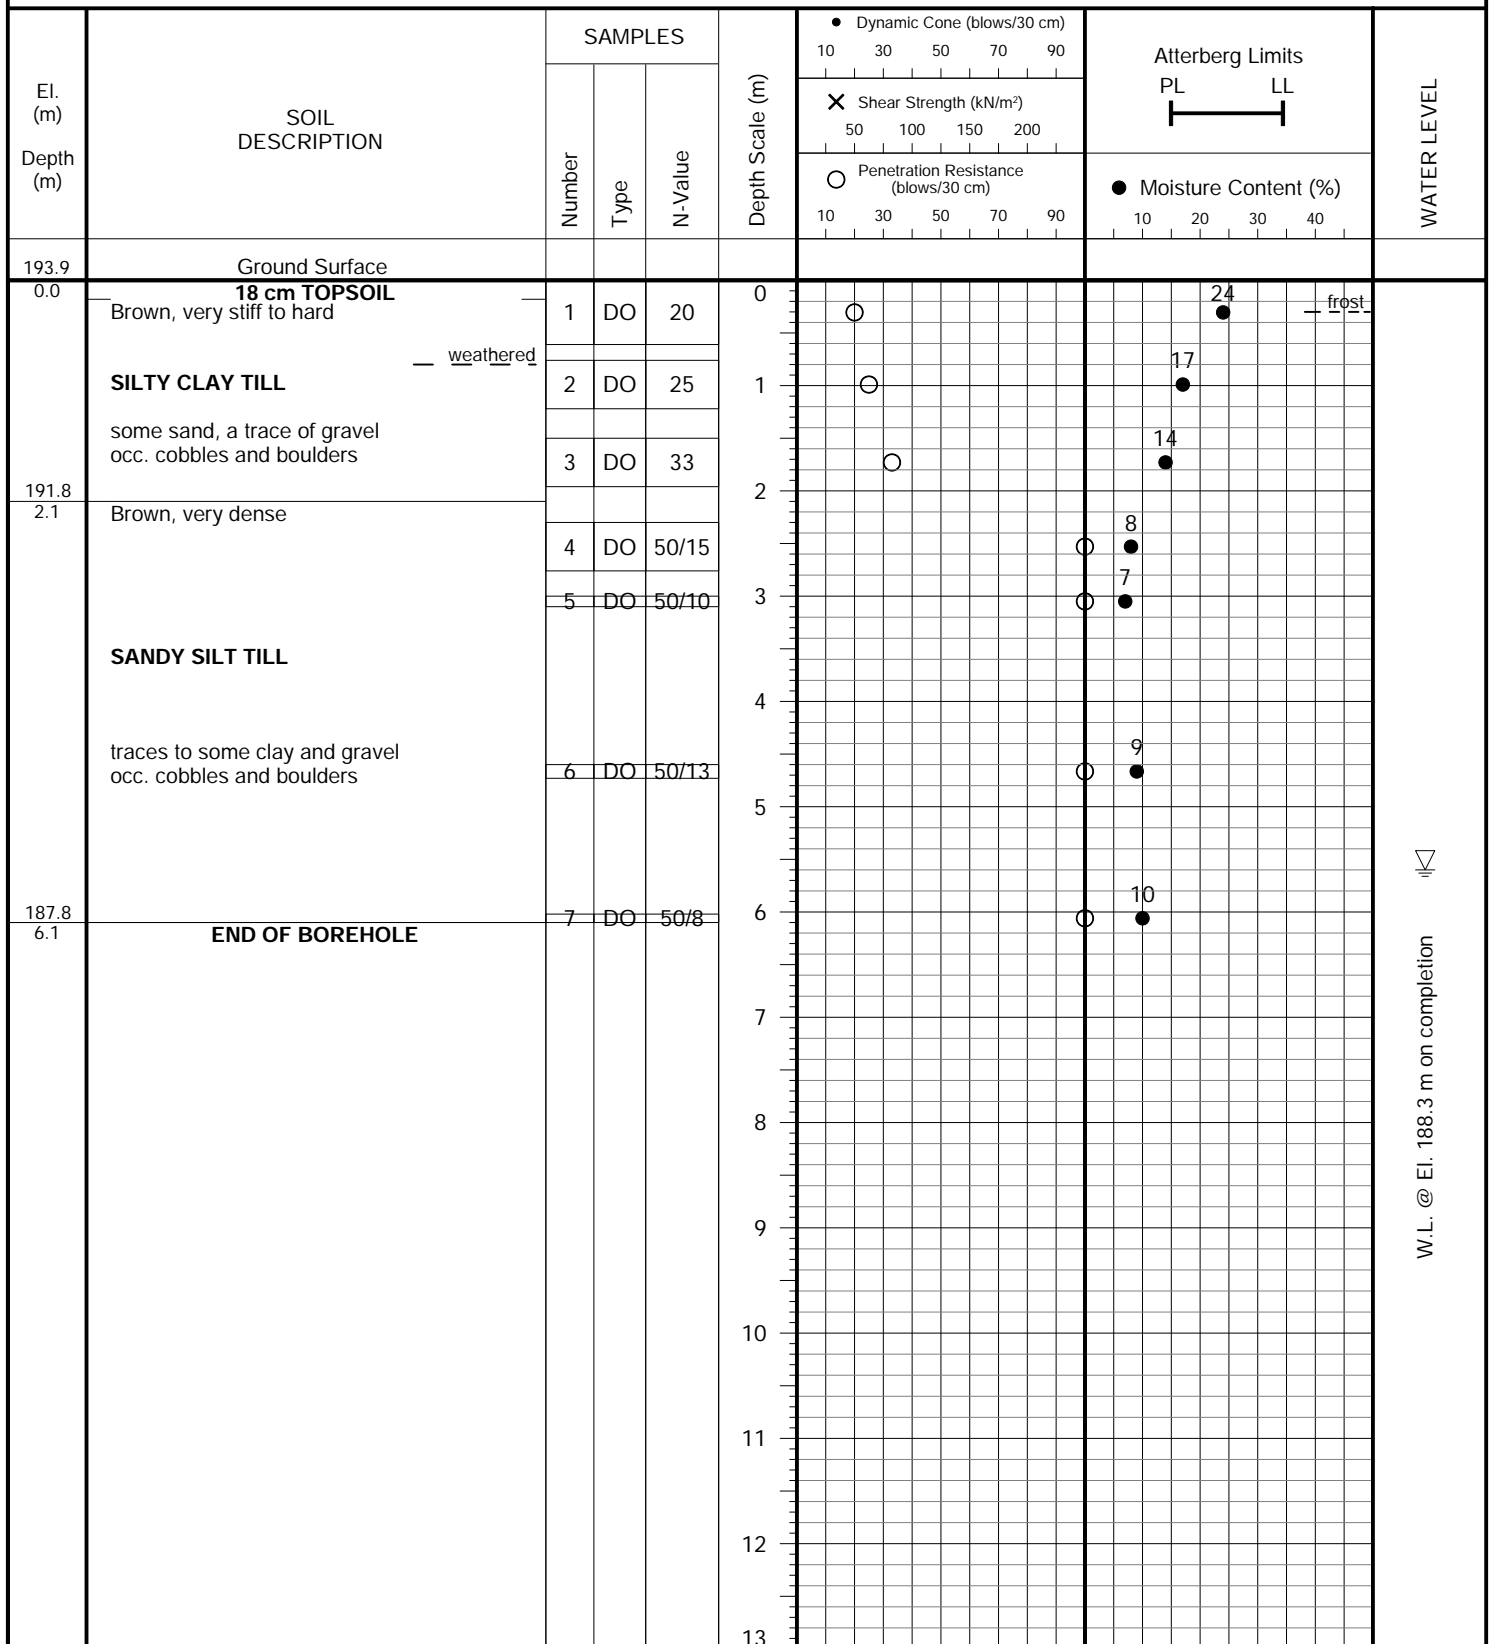 El.
(m)
Depth
(m)
SOIL
DESCRIPTION
SAMPLES
Number
Type
N-Value
Depth Scale (m)
Dynamic Cone (blows/30 cm)
10 30 50 70 90
Shear Strength (kN/m²)
50 100 150 200
Penetration Resistance
(blows/30 cm)
10 30 50 70 90
Atterberg Limits
PL LL
Moisture Content (%)
10 20 30 40
WATER LEVEL
193.9 Ground Surface
0.0 18 cm TOPSOIL 0
Brown, very stiff to hard 1 DO 20 24 frost
weathered
SILTY CLAY TILL 2 DO 25 1 17
some sand, a trace of gravel
occ. cobbles and boulders 3 DO 33 14
191.8 2
2.1 Brown, very dense
4 DO 50/15 8
5 DO 50/10 3 7
SANDY SILT TILL
4
traces to some clay and gravel
occ. cobbles and boulders 6 DO 50/13 9
5
187.8 7 DO 50/8 6 10
6.1 END OF BOREHOLE
7
8
9
10
11
12
13
W.L. @ El. 188.3 m on completion